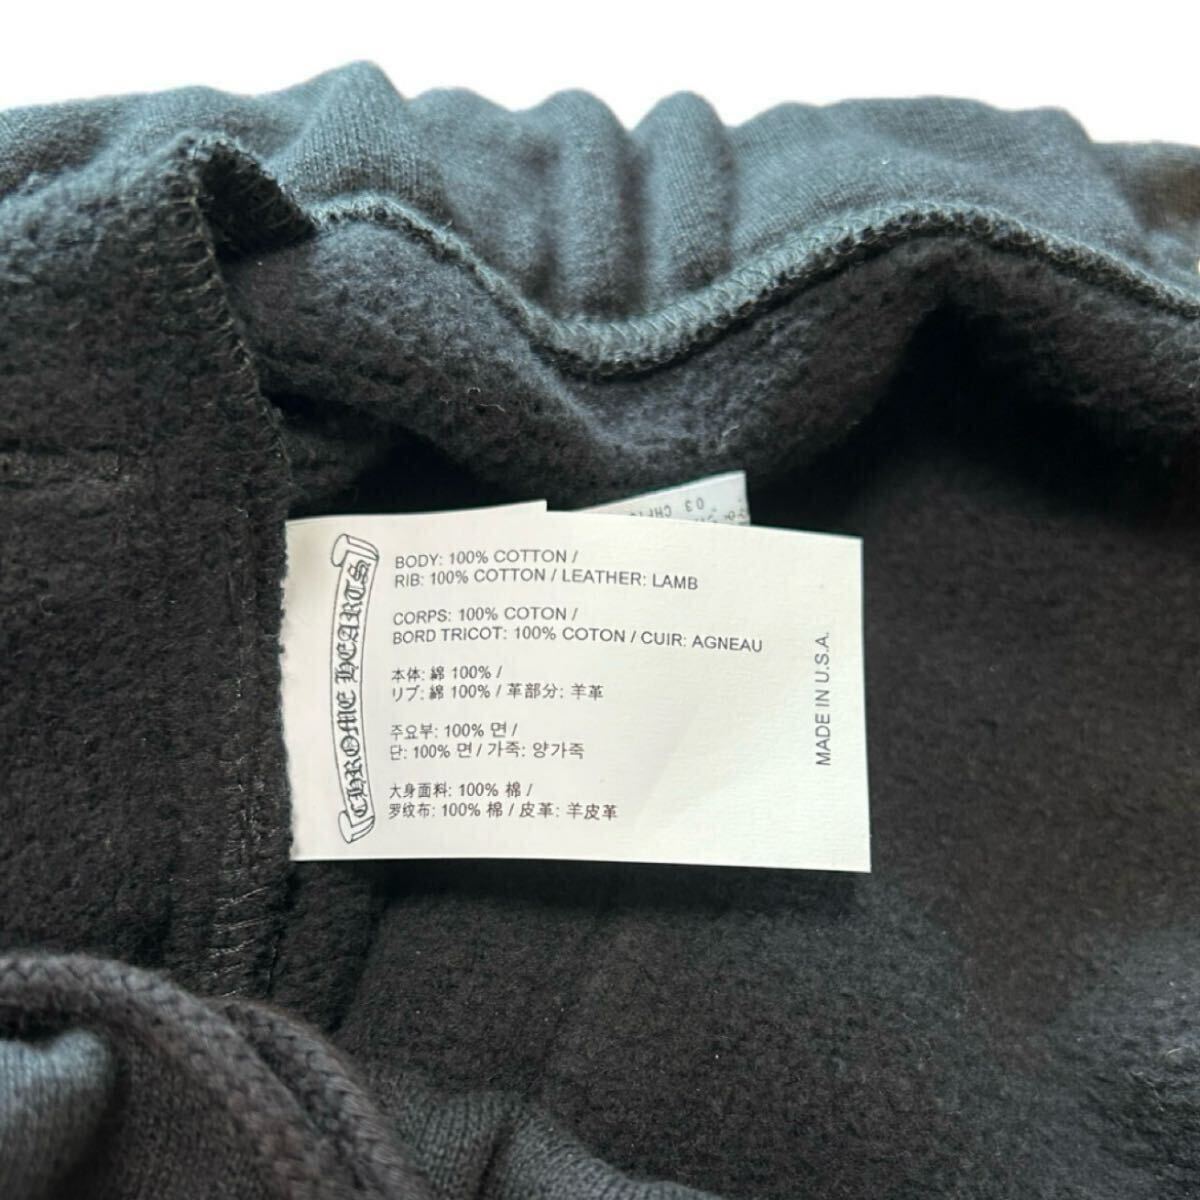 CHROME HEARTS
BODY: 100% COTTON /
RIB: 100% COTTON / LEATHER: LAMB
CORPS: 100% COTON /
BORD TRICOT: 100% COTON / CUIR: AGNEAU
本体: 綿 100% /
リブ: 綿 100% / 革部分: 羊革
주요부: 100% 면 /
단: 100% 면 / 가죽: 양가죽
大身面料: 100% 棉 /
罗纹布: 100% 棉 / 皮革: 羊皮革
MADE IN U.S.A.
03